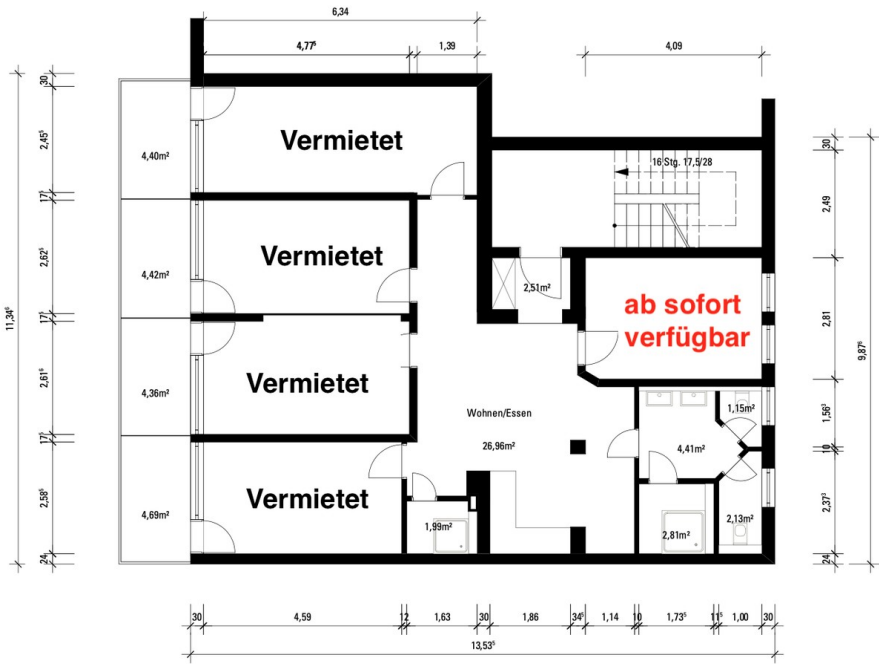 6,34
4,77⁵
1,39
4,09
30
2,45⁵
17⁵
2,62⁵
17⁵
2,61⁵
17⁵
2,58⁵
24
11,34⁵
Vermietet
4,40m²
16 Stg. 17,5/28
Vermietet
4,42m²
2,51m²
ab sofort
verfügbar
Vermietet
4,36m²
Wohnen/Essen
26,96m²
1,15m²
4,41m²
Vermietet
4,69m²
1,99m²
2,81m²
2,13m²
30
2,49
2,81
1,56³
10
2,37³
24
9,87⁵
30
4,59
12
1,63
30
1,86
34⁵
1,14
10
1,73⁵
11⁵
1,00
30
13,53⁵